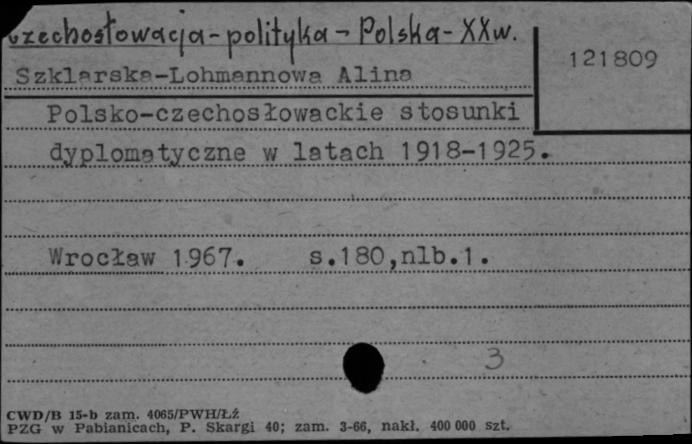 Czechosłowacja-polityka-Polska-XXw.
121809
Szklarska-Lohmannowa Alina
Polsko-czechosłowackie stosunki
dyplomatyczne w latach 1918-1925.
Wrocław 1967. s.180,nlb.1.
3
CWD/B 15-b zam. 4065/PWH/Łż
PZG w Pabianicach, P. Skargi 40; zam. 3-66, nakł. 400 000 szt.